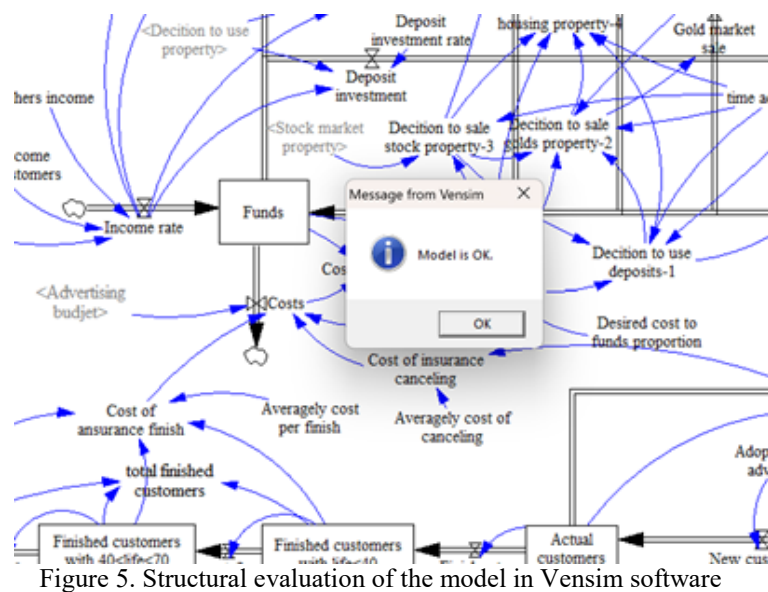 <Decition to use
property>
Deposit
investment rate
housing property-4
Gold market
sale
Deposit
investment
hers income
time ac
<Stock market
property>
Decition to sale
stock property-3
Decition to sale
golds property-2
come
tomers
Message from Vensim
Funds
Income rate
Model is OK.
Decition to use
deposits-1
Cos
<Advertising
budjet>
Costs
OK
Desired cost to
funds proportion
Cost of insurance
canceling
Cost of
ansurance finish
Averagely cost
per finish
Averagely cost of
canceling
total finished
customers
Adop
adv
Finished customers
with 40<life<70
Finished customers
with life<40
Actual
customers
New cus
Figure 5. Structural evaluation of the model in Vensim software